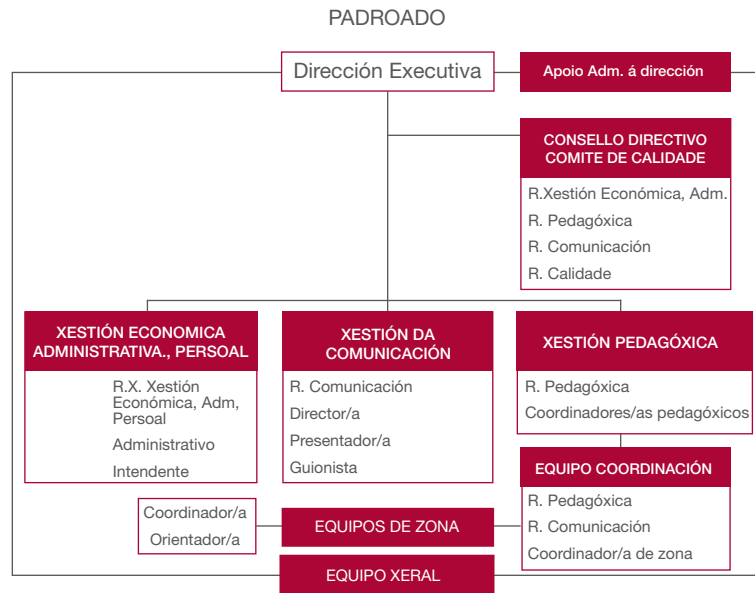 PADROADO
Dirección Executiva
Apoio Adm. á dirección
CONSELLO DIRECTIVO
COMITE DE CALIDADE
R.Xestión Económica, Adm.
R. Pedagóxica
R. Comunicación
R. Calidade
XESTIÓN ECONOMICA
ADMINISTRATIVA., PERSOAL
R.X. Xestión
Económica, Adm,
Persoal
Administrativo
Intendente
XESTIÓN DA
COMUNICACIÓN
R. Comunicación
Director/a
Presentador/a
Guionista
XESTIÓN PEDAGÓXICA
R. Pedagóxica
Coordinadores/as pedagóxicos
EQUIPO COORDINACIÓN
R. Pedagóxica
R. Comunicación
Coordinador/a de zona
Coordinador/a
Orientador/a
EQUIPOS DE ZONA
EQUIPO XERAL